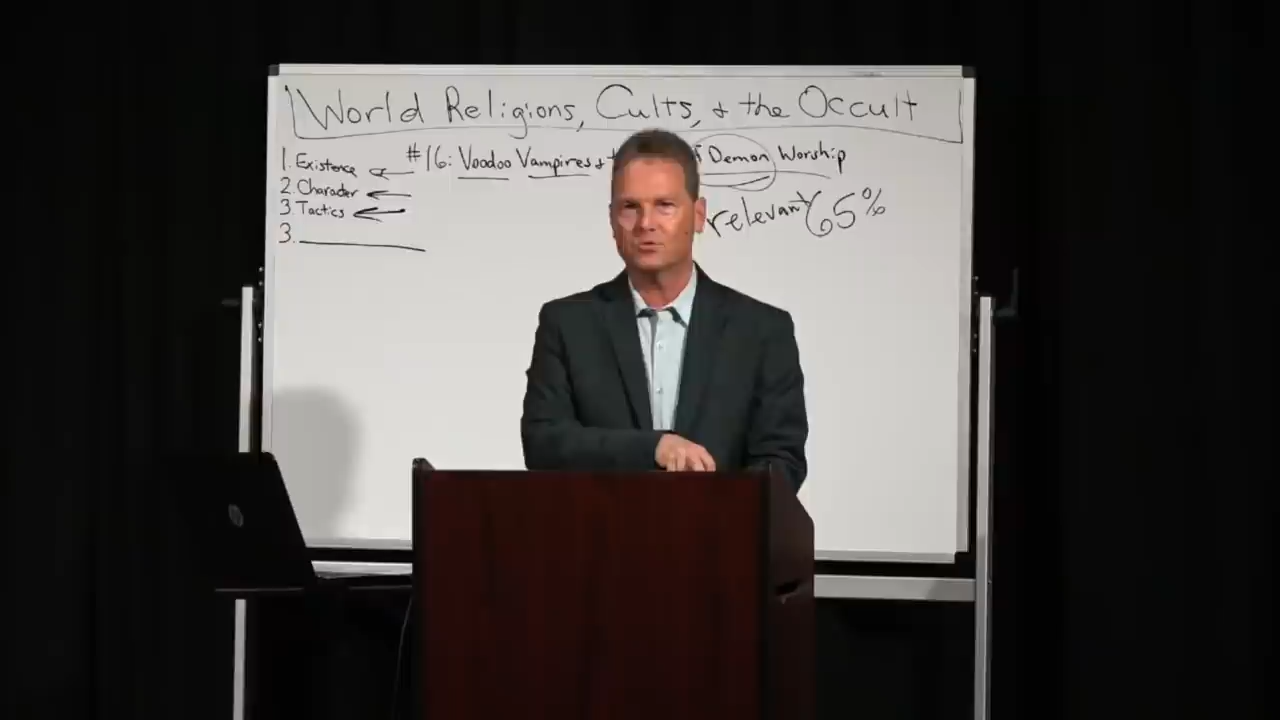 World Religions, Cults, + the Occult
#16: Voodoo Vampires + Demon Worship
1. Existence
2. Character
3. Tactics
3.
relevant 65%